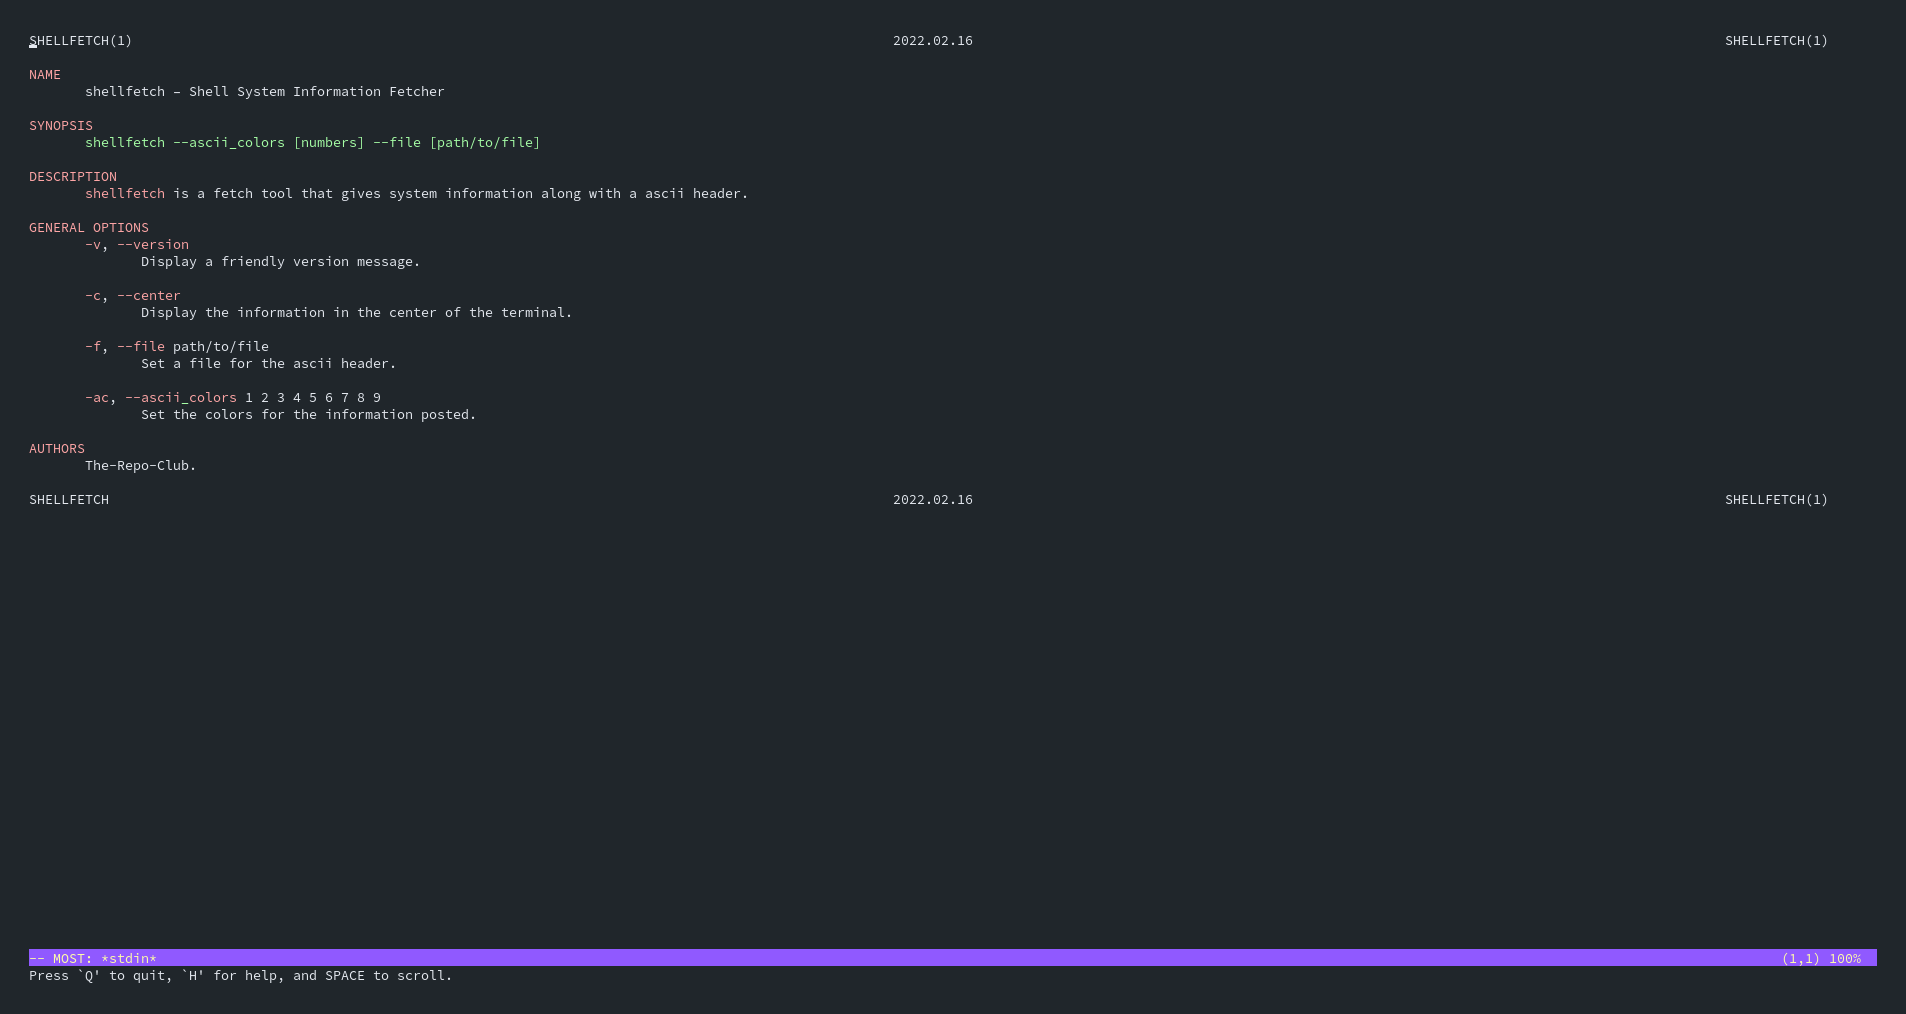 SHELLFETCH(1) 2022.02.16 SHELLFETCH(1)
NAME
shellfetch – Shell System Information Fetcher
SYNOPSIS
shellfetch --ascii_colors [numbers] --file [path/to/file]
DESCRIPTION
shellfetch is a fetch tool that gives system information along with a ascii header.
GENERAL OPTIONS
-v, --version
Display a friendly version message.
-c, --center
Display the information in the center of the terminal.
-f, --file path/to/file
Set a file for the ascii header.
-ac, --ascii_colors 1 2 3 4 5 6 7 8 9
Set the colors for the information posted.
AUTHORS
The-Repo-Club.
SHELLFETCH 2022.02.16 SHELLFETCH(1)
-- MOST: *stdin* (1,1) 100%
Press `Q' to quit, `H' for help, and SPACE to scroll.